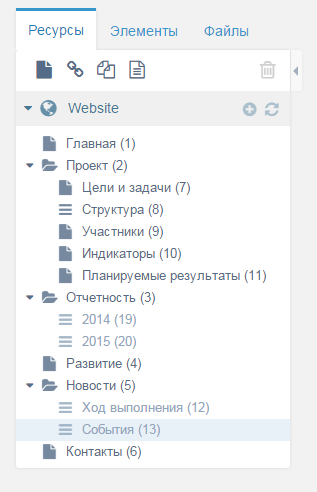 Ресурсы Элементы Файлы
Website
Главная (1)
Проект (2)
Цели и задачи (7)
Структура (8)
Участники (9)
Индикаторы (10)
Планируемые результаты (11)
Отчетность (3)
2014 (19)
2015 (20)
Развитие (4)
Новости (5)
Ход выполнения (12)
События (13)
Контакты (6)